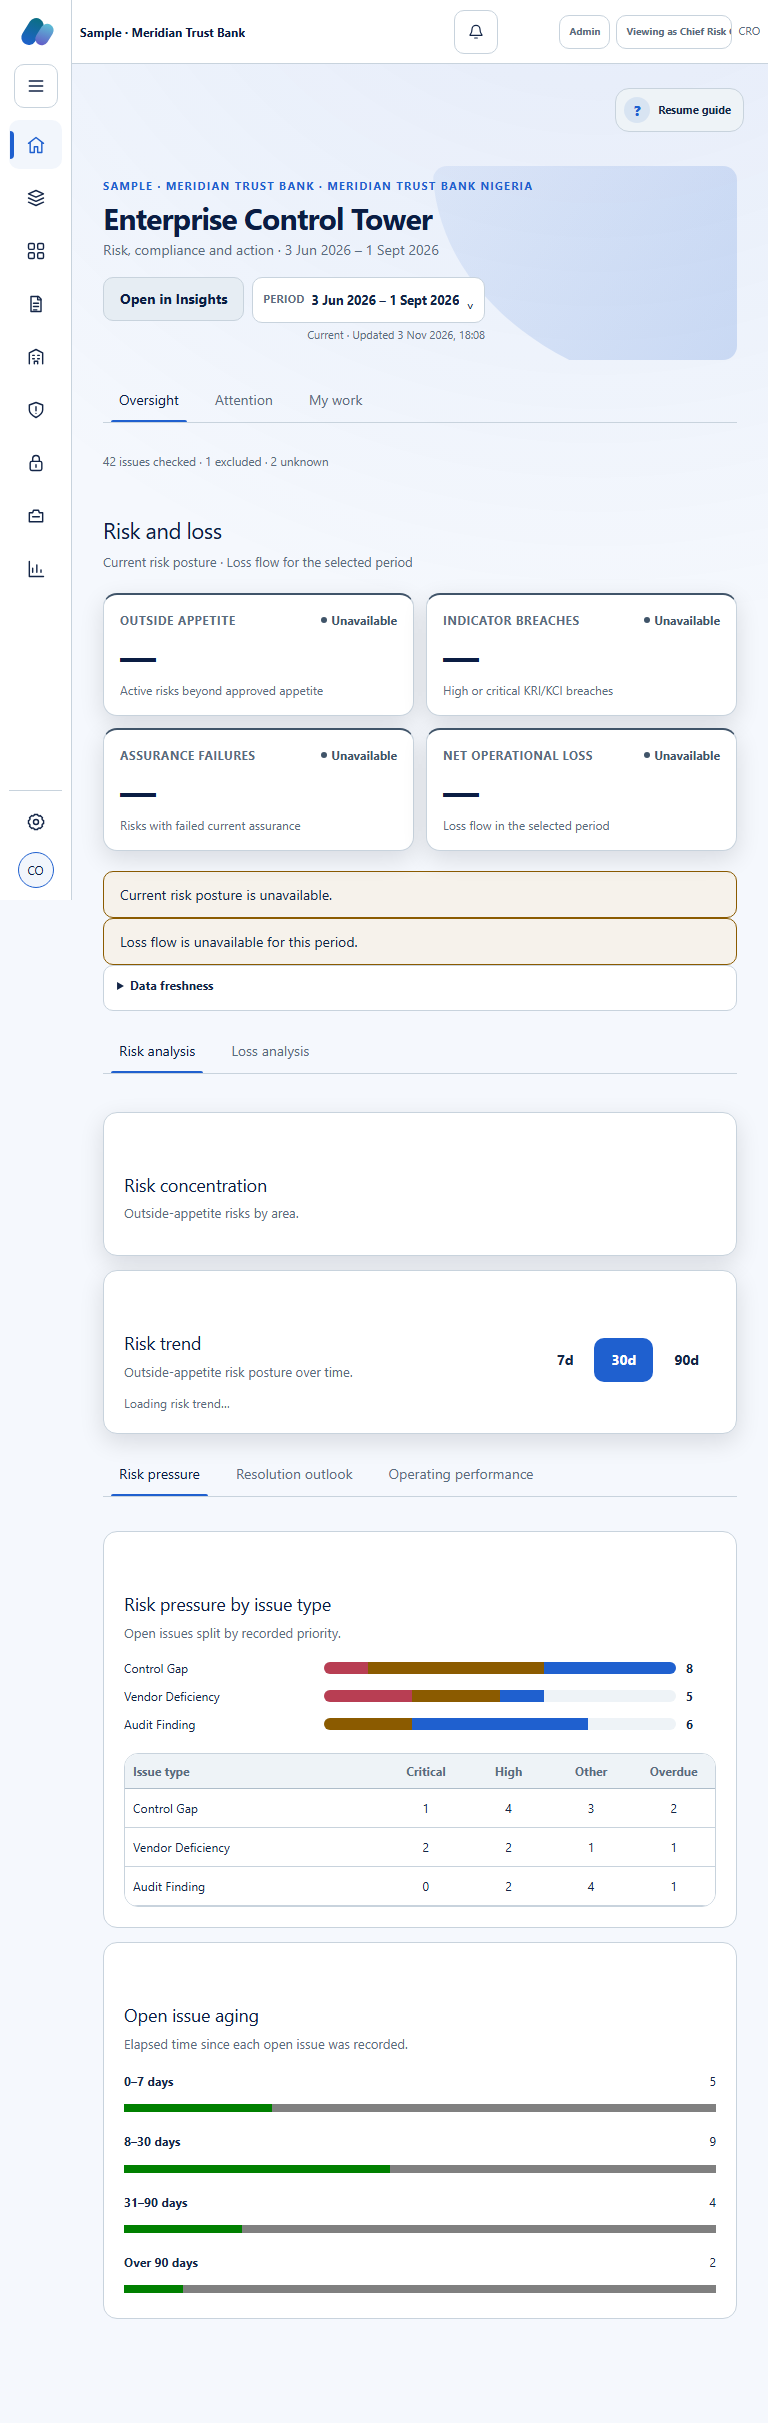 Sample · Meridian Trust Bank
Admin
Viewing as Chief Risk
CRO
? Resume guide
SAMPLE · MERIDIAN TRUST BANK · MERIDIAN TRUST BANK NIGERIA
Enterprise Control Tower
Risk, compliance and action · 3 Jun 2026 – 1 Sept 2026
Open in Insights
PERIOD 3 Jun 2026 – 1 Sept 2026
Current · Updated 3 Nov 2026, 18:08
Oversight Attention My work
42 issues checked · 1 excluded · 2 unknown
Risk and loss
Current risk posture · Loss flow for the selected period
OUTSIDE APPETITE Unavailable
—
Active risks beyond approved appetite
INDICATOR BREACHES Unavailable
—
High or critical KRI/KCI breaches
ASSURANCE FAILURES Unavailable
—
Risks with failed current assurance
NET OPERATIONAL LOSS Unavailable
—
Loss flow in the selected period
Current risk posture is unavailable.
Loss flow is unavailable for this period.
Data freshness
Risk analysis Loss analysis
Risk concentration
Outside-appetite risks by area.
Risk trend
Outside-appetite risk posture over time.
7d 30d 90d
Loading risk trend...
Risk pressure Resolution outlook Operating performance
Risk pressure by issue type
Open issues split by recorded priority.
Control Gap 8
Vendor Deficiency 5
Audit Finding 6
Issue type Critical High Other Overdue
Control Gap 1 4 3 2
Vendor Deficiency 2 2 1 1
Audit Finding 0 2 4 1
Open issue aging
Elapsed time since each open issue was recorded.
0–7 days 5
8–30 days 9
31–90 days 4
Over 90 days 2
CO